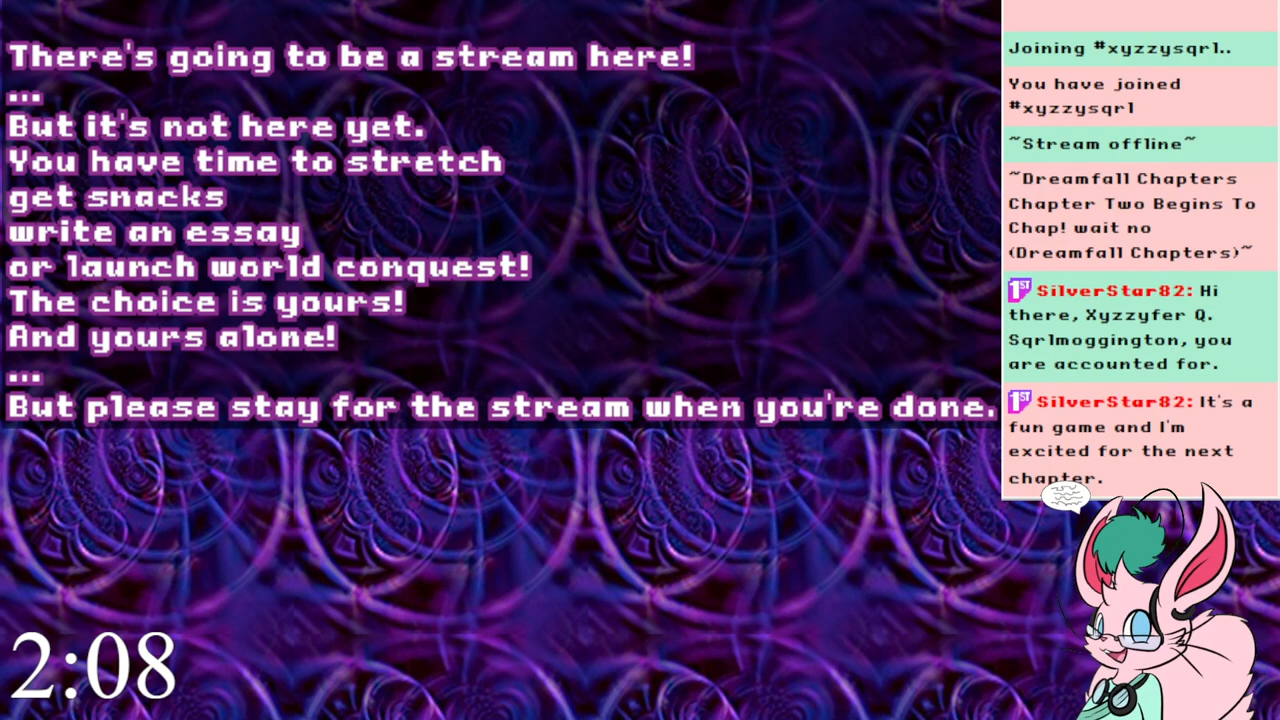 There's going to be a stream here!
...
But it's not here yet.
You have time to stretch
get snacks
write an essay
or launch world conquest!
The choice is yours!
And yours alone!
...
But please stay for the stream when you're done.
2:08
Joining #xyzzysqrl..
You have joined
#xyzzysqrl
~Stream offline~
~Dreamfall Chapters
Chapter Two Begins To
Chap! wait no
(Dreamfall Chapters)~
1ST SilverStar82: Hi
there, Xyzzyfer Q.
Sqrlmoggington, you
are accounted for.
1ST SilverStar82: It's a
fun game and I'm
excited for the next
chapter.